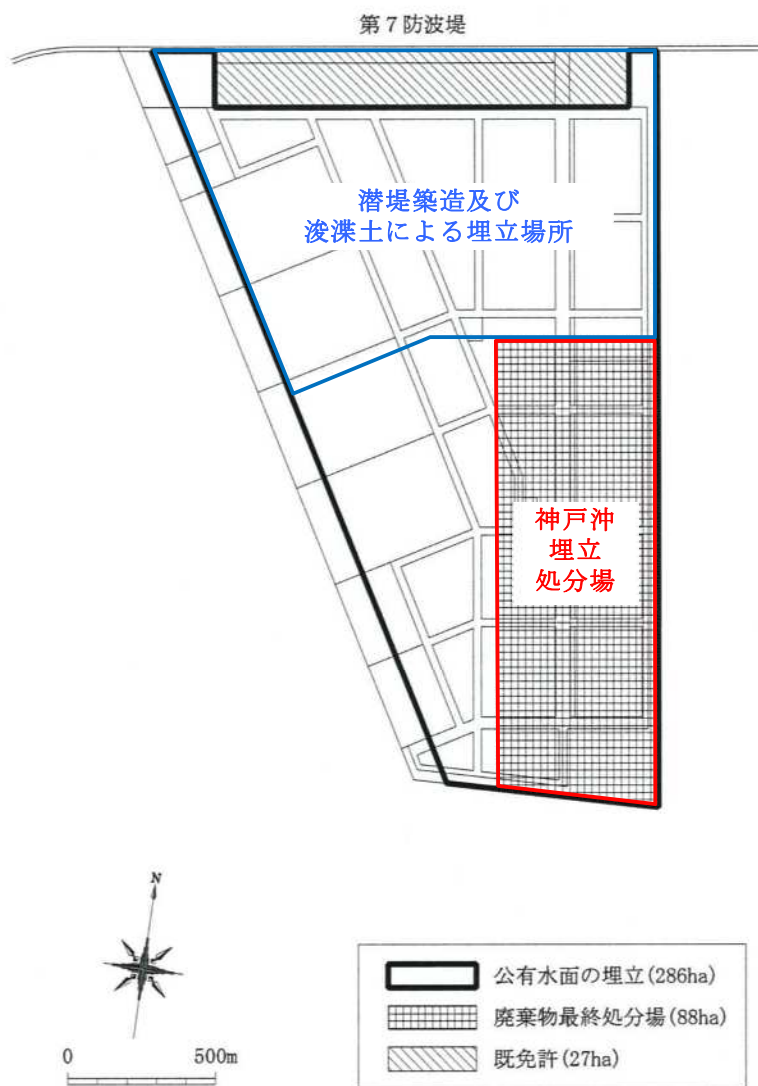 第7防波堤
潜堤築造及び
浚渫土による埋立場所
神戸沖
埋立
処分場
N
0 500m
公有水面の埋立(286ha)
廃棄物最終処分場(88ha)
既免許(27ha)